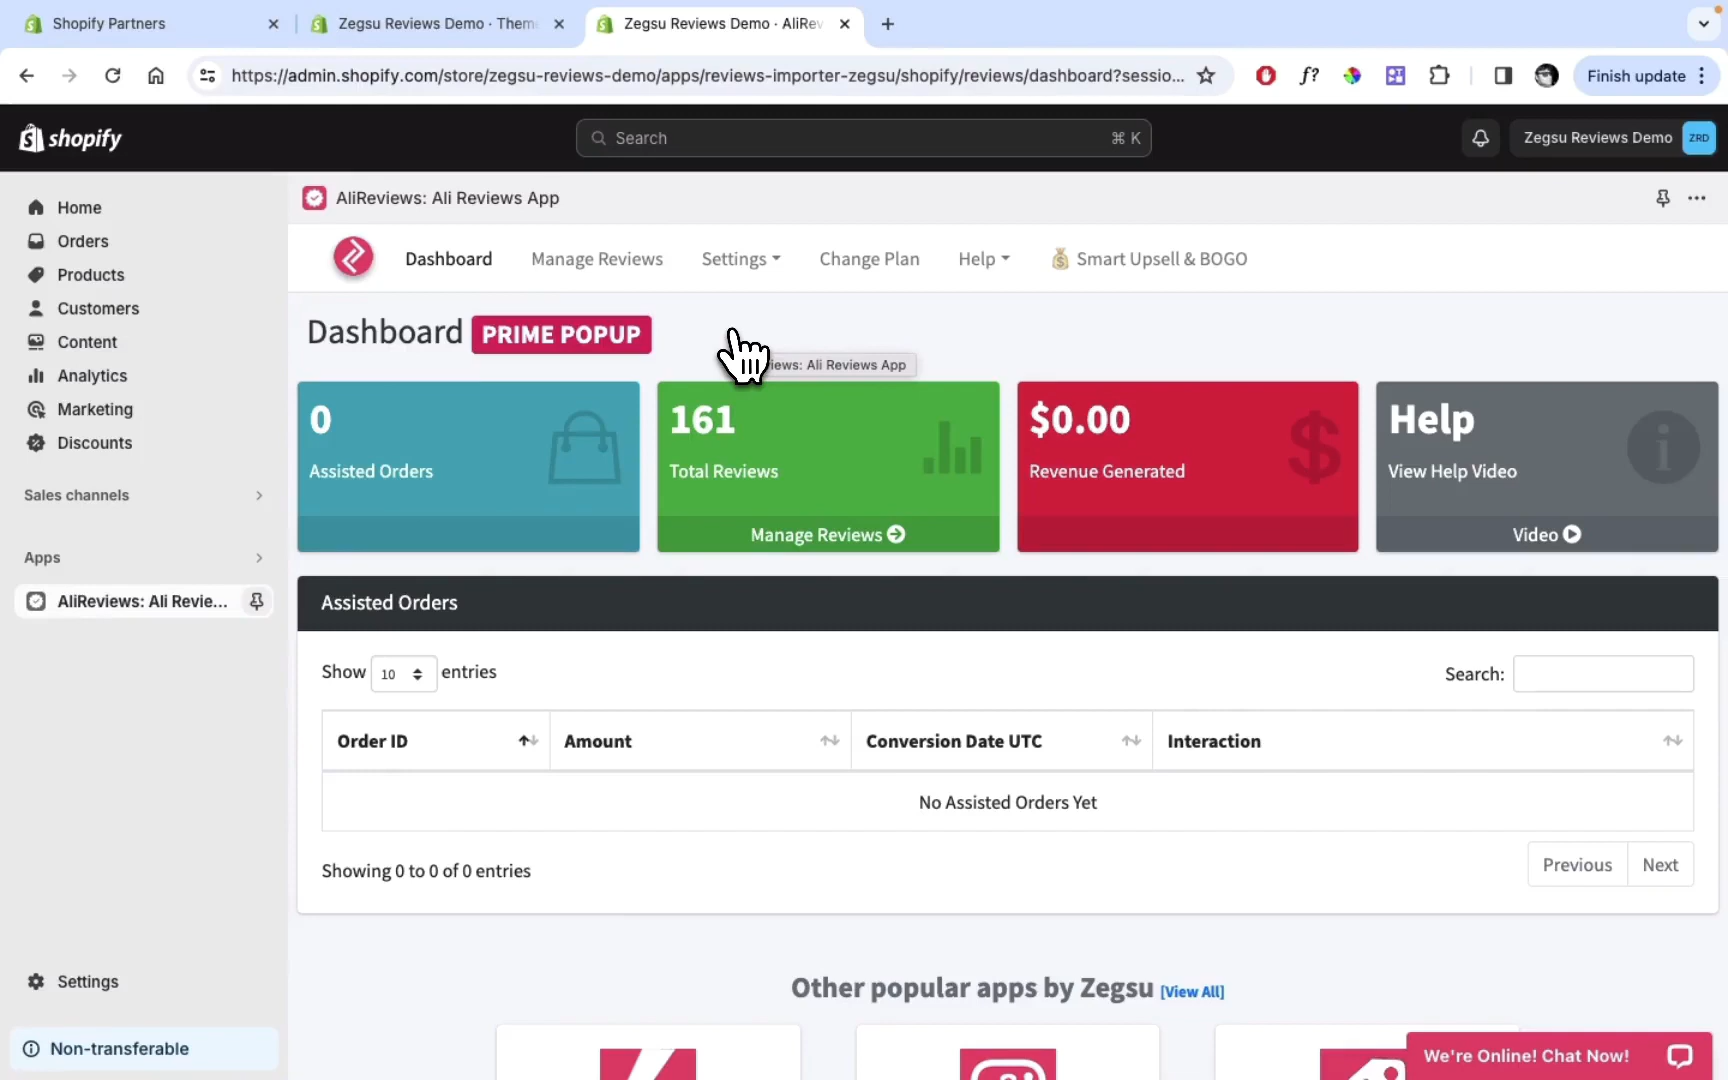 Shopify Partners
Zegsu Reviews Demo · Them
Zegsu Reviews Demo · AliRev
https://admin.shopify.com/store/zegsu-reviews-demo/apps/reviews-importer-zegsu/shopify/reviews/dashboard?sessio...
f?
Finish update
shopify
Search
⌘ K
Zegsu Reviews Demo
ZRD
Home
Orders
Products
Customers
Content
Analytics
Marketing
Discounts
Sales channels
Apps
AliReviews: Ali Revie...
Settings
Non-transferable
AliReviews: Ali Reviews App
Dashboard
Manage Reviews
Settings
Change Plan
Help
Smart Upsell & BOGO
Dashboard PRIME POPUP
iews: Ali Reviews App
0
Assisted Orders
161
Total Reviews
Manage Reviews
$0.00
Revenue Generated
Help
View Help Video
Video
Assisted Orders
Show 10 entries
Search:
Order ID
Amount
Conversion Date UTC
Interaction
No Assisted Orders Yet
Showing 0 to 0 of 0 entries
Previous
Next
Other popular apps by Zegsu [View All]
We're Online! Chat Now!